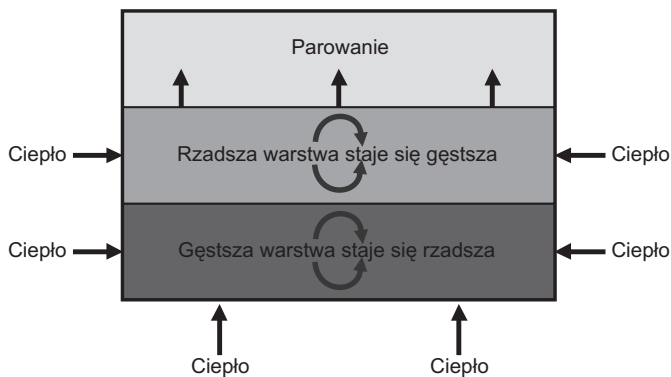 Parowanie
Ciepło
Rzadsza warstwa staje się gęstsza
Ciepło
Ciepło
Gęstsza warstwa staje się rzadsza
Ciepło
Ciepło
Ciepło